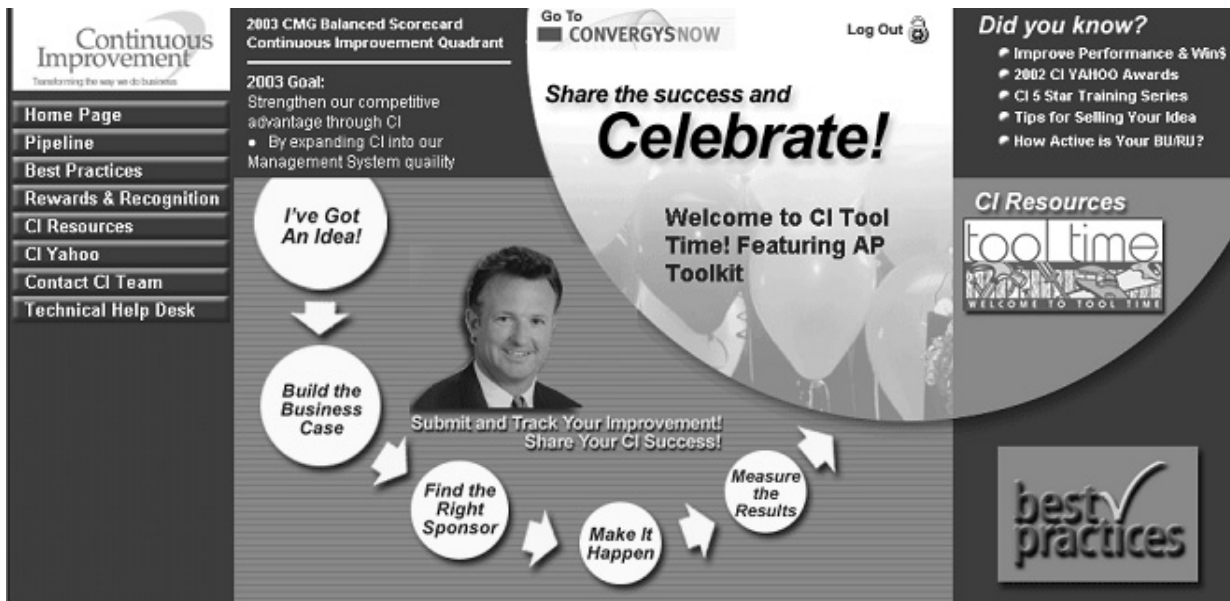 Continuous
Improvement
Transforming the way we do business
Home Page
Pipeline
Best Practices
Rewards & Recognition
CI Resources
CI Yahoo
Contact CI Team
Technical Help Desk
2003 CMG Balanced Scorecard
Continuous Improvement Quadrant
2003 Goal:
Strengthen our competitive
advantage through CI
• By expanding CI into our
Management System quaility
Go To
CONVERGYSNOW
Log Out
Share the success and
Celebrate!
Welcome to CI Tool
Time! Featuring AP
Toolkit
I've Got
An Idea!
Build the
Business
Case
Find the
Right
Sponsor
Make It
Happen
Measure
the
Results
Submit and Track Your Improvement!
Share Your CI Success!
Did you know?
Improve Performance & Win$
2002 CI YAHOO Awards
CI 5 Star Training Series
Tips for Selling Your Idea
How Active is Your BU/RU?
CI Resources
tool time
WELCOME TO TOOL TIME
best
practices